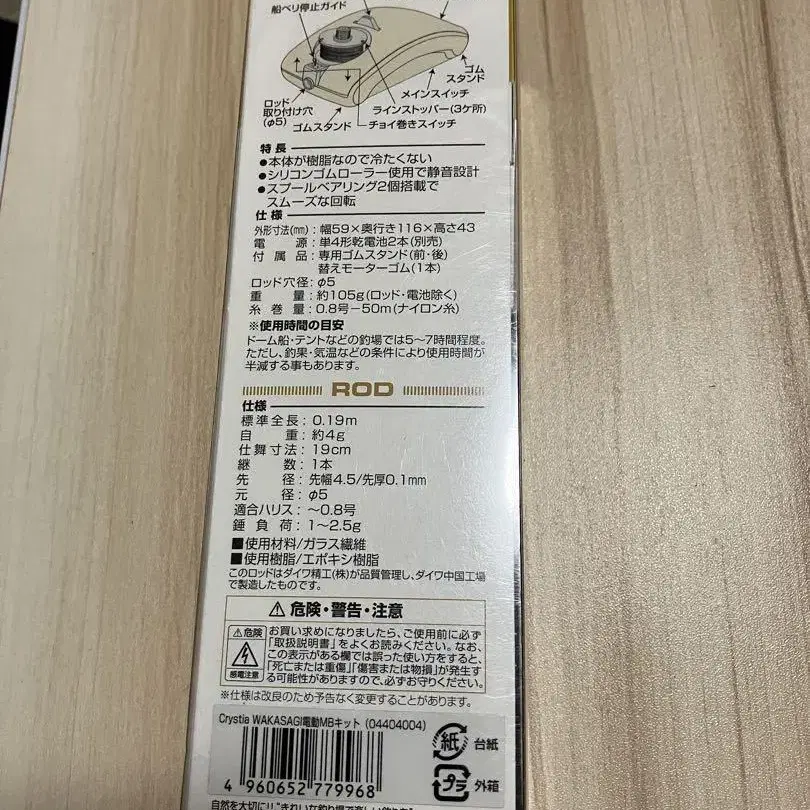 船ベリ停止ガイド
ゴム
スタンド
メインスイッチ
ロッド
取り付け穴
(φ5)
ラインストッパー(3ケ所)
ゴムスタンド
チョイ巻きスイッチ
特長
●本体が樹脂なので冷たくない
●シリコンゴムローラー使用で静音設計
●スプールベアリング2個搭載で
スムーズな回転
仕様
外形寸法(mm):幅59×奥行き116×高さ43
電源:単4形乾電池2本(別売)
付属品:専用ゴムスタンド(前・後)
替えモーターゴム(1本)
ロッド穴径:φ5
重量:約105g(ロッド・電池除く)
糸巻量:0.8号-50m(ナイロン糸)
※使用時間の目安
ドーム船・テントなどの釣場では5〜7時間程度。
ただし、釣果・気温などの条件により使用時間が
半減する事もあります。
ROD
仕様
標準全長:0.19m
自重:約4g
仕舞寸法:19cm
継数:1本
先径:先幅4.5/先厚0.1mm
元径:φ5
適合ハリス:〜0.8号
錘負荷:1〜2.5g
■使用材料/ガラス繊維
■使用樹脂/エポキシ樹脂
このロッドはダイワ精工(株)が品質管理し、ダイワ中国工場
で製造したものです。
⚠危険・警告・注意
⚠危険
感電注意
お買い求めになりましたら、ご使用前に必ず
「取扱説明書」をよくお読みください。なお、
この表示がある欄では誤った使い方をすると、
「死亡または重傷」「傷害または物損」が発生す
る可能性がありますので、必ずお守りください。
※仕様は改良のため予告なく変更することがあります。
Crystia WAKASAGI電動MBキット (04404004)
4 960652 779968
紙 台紙
プラ 外箱